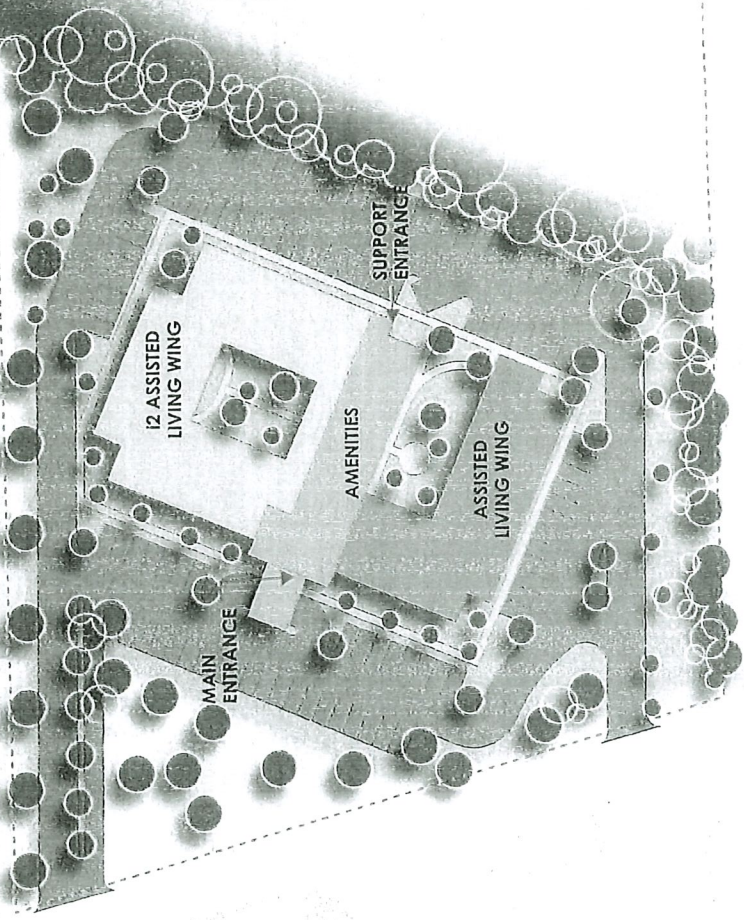 i2 ASSISTED
LIVING WING
SUPPORT
ENTRANCE
AMENITIES
ASSISTED
LIVING WING
MAIN
ENTRANCE